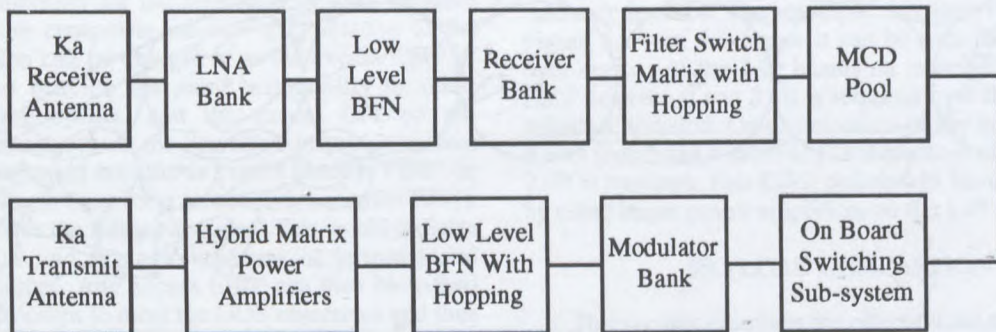 Ka
Receive
Antenna
LNA
Bank
Low
Level
BFN
Receiver
Bank
Filter Switch
Matrix with
Hopping
MCD
Pool
Ka
Transmit
Antenna
Hybrid Matrix
Power
Amplifiers
Low Level
BFN With
Hopping
Modulator
Bank
On Board
Switching
Sub-system